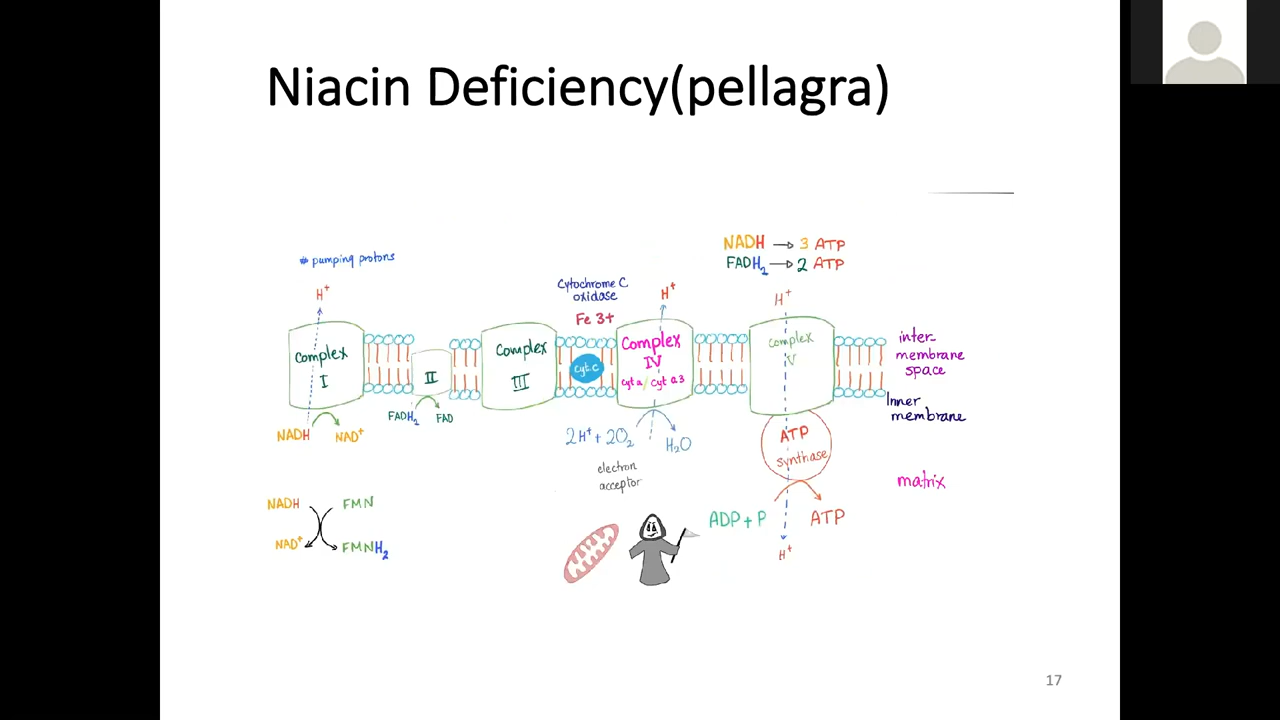 Niacin Deficiency(pellagra)
NADH → 3 ATP
FADH₂ → 2 ATP
* pumping protons
H⁺
Cytochrome C
oxidase
Fe 3+
H⁺
H⁺
Complex
I
II
Complex
III
cyt c
Complex
IV
cyt a / cyt a3
complex
V
inter-
membrane
space
Inner
membrane
NADH
NAD⁺
FADH₂
FAD
2H⁺ + 2O₂
H₂O
electron
acceptor
ATP
synthase
matrix
NADH
FMN
NAD⁺
FMNH₂
ADP + P
ATP
H⁺
17